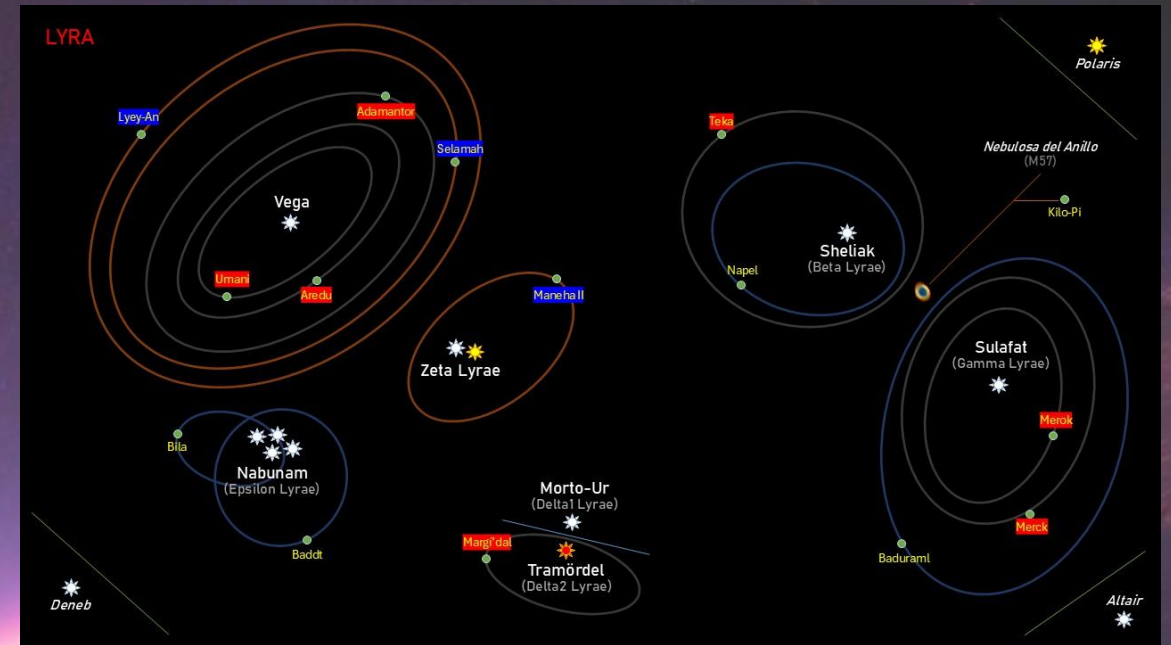 LYRA
Polaris
Lyey-An
Adamantor
Selamah
Vega
Umani
Aredu
Teka
Nebulosa del Anillo
(M57)
Kilo-Pi
Sheliak
(Beta Lyrae)
Napel
Maneha II
Zeta Lyrae
Sulafat
(Gamma Lyrae)
Merok
Merck
Baduraml
Bila
Nabunam
(Epsilon Lyrae)
Baddt
Morto-Ur
(Delta1 Lyrae)
Margi'dal
Tramördel
(Delta2 Lyrae)
Deneb
Altair